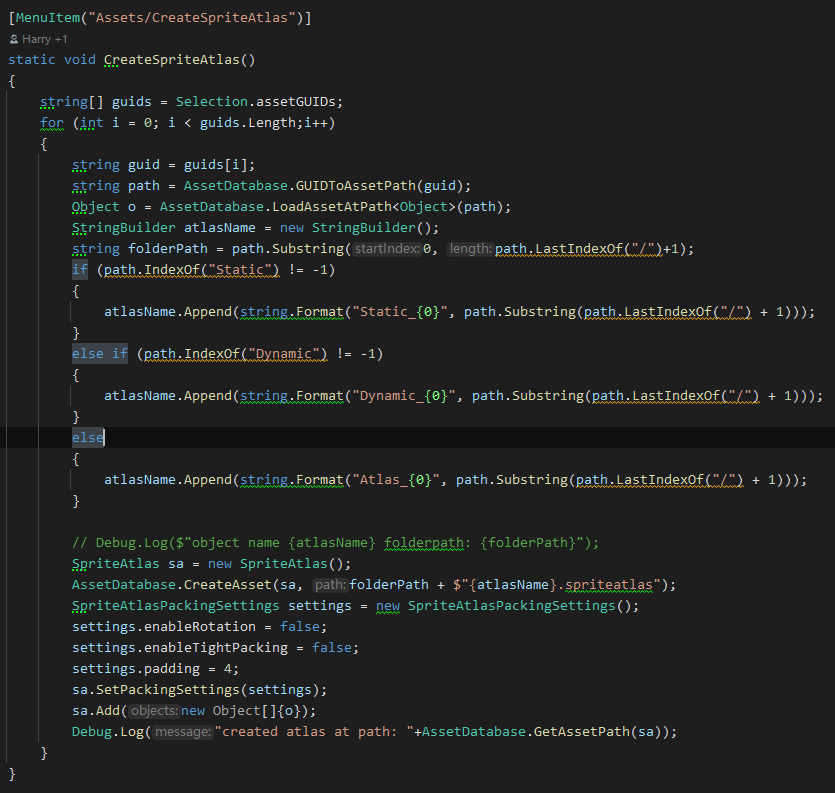 [MenuItem("Assets/CreateSpriteAtlas")]
Harry +1
static void CreateSpriteAtlas()
{
    string[] guids = Selection.assetGUIDs;
    for (int i = 0; i < guids.Length;i++)
    {
        string guid = guids[i];
        string path = AssetDatabase.GUIDToAssetPath(guid);
        Object o = AssetDatabase.LoadAssetAtPath<Object>(path);
        StringBuilder atlasName = new StringBuilder();
        string folderPath = path.Substring(startIndex:0, length:path.LastIndexOf("/")+1);
        if (path.IndexOf("Static") != -1)
        {
            atlasName.Append(string.Format("Static_{0}", path.Substring(path.LastIndexOf("/") + 1)));
        }
        else if (path.IndexOf("Dynamic") != -1)
        {
            atlasName.Append(string.Format("Dynamic_{0}", path.Substring(path.LastIndexOf("/") + 1)));
        }
        else
        {
            atlasName.Append(string.Format("Atlas_{0}", path.Substring(path.LastIndexOf("/") + 1)));
        }
        // Debug.Log($"object name {atlasName} folderpath: {folderPath}");
        SpriteAtlas sa = new SpriteAtlas();
        AssetDatabase.CreateAsset(sa, path:folderPath + $"{atlasName}.spriteatlas");
        SpriteAtlasPackingSettings settings = new SpriteAtlasPackingSettings();
        settings.enableRotation = false;
        settings.enableTightPacking = false;
        settings.padding = 4;
        sa.SetPackingSettings(settings);
        sa.Add(objects:new Object[]{o});
        Debug.Log(message:"created atlas at path: "+AssetDatabase.GetAssetPath(sa));
    }
}